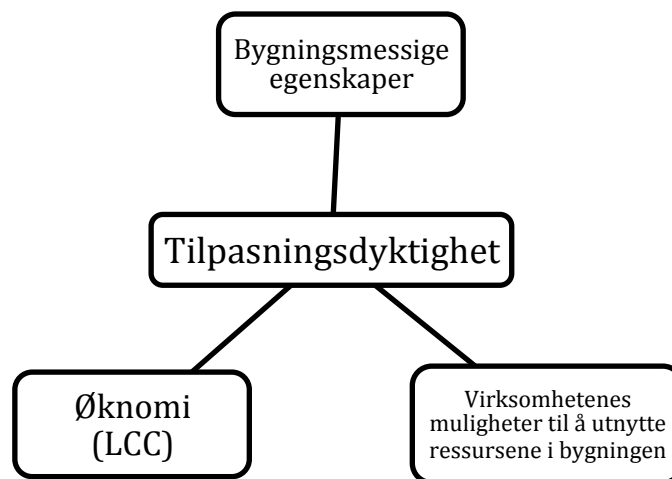 Bygningsmessige
egenskaper
Tilpasningsdyktighet
Øknomi
(LCC)
Virksomhetenes
muligheter til å utnytte
ressursene i bygningen